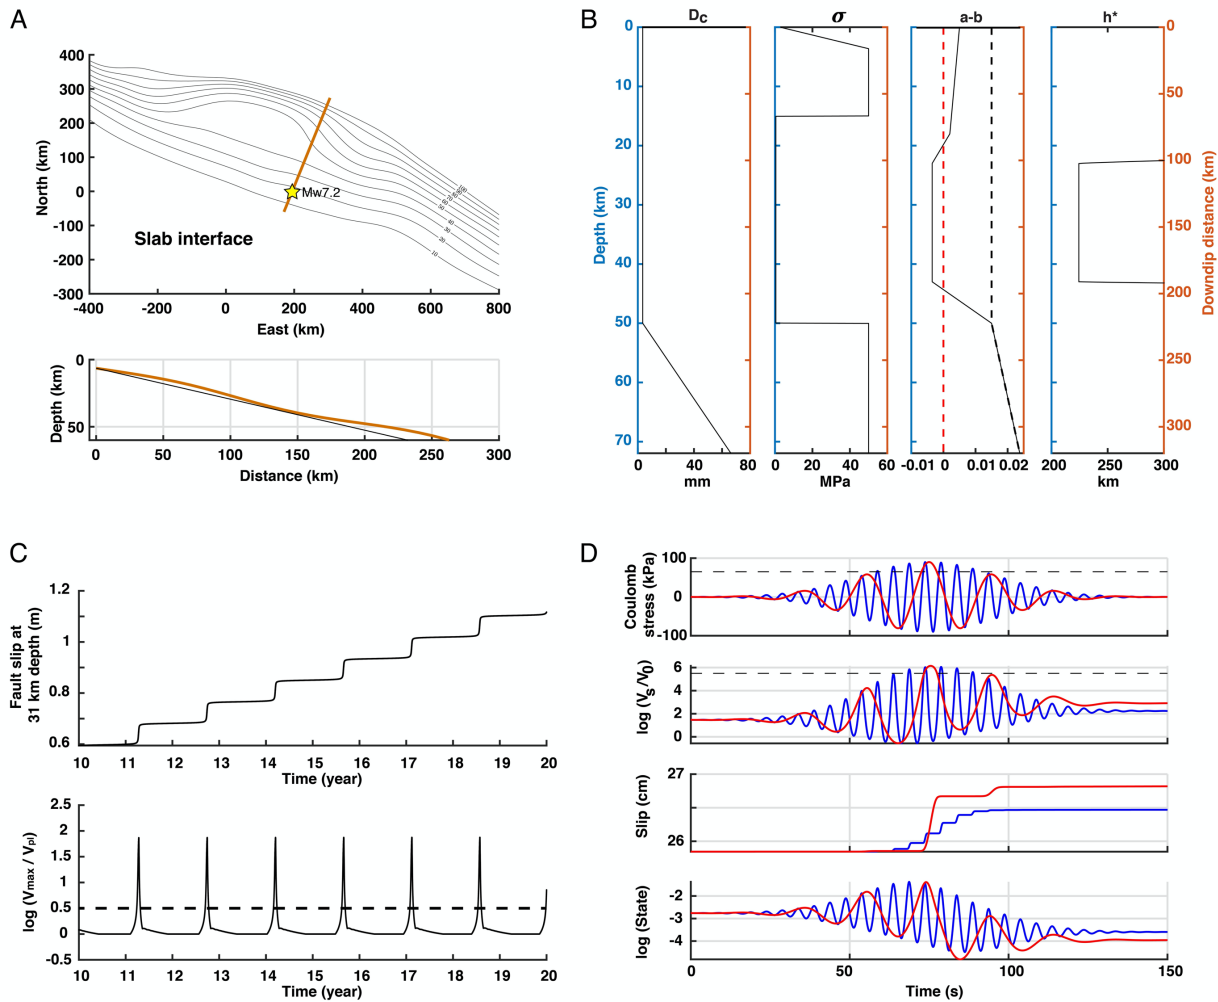 A
400
300
200
100
0
-100
-200
-300
North (km)
Mw7.2
Slab interface
50
40
30
20
10
-400
-200
0
200
400
600
800
East (km)
0
50
Depth (km)
0
50
100
150
200
250
300
Distance (km)
B
Dc
σ
a-b
h*
0
10
20
30
40
50
60
70
Depth (km)
0
50
100
150
200
250
300
Downdip distance (km)
0 80
mm
0 20 40 60
MPa
-0.01 0 0.01 0.02
200 300
km
C
1.2
1
0.8
0.6
Fault slip at
31 km depth (m)
10 11 12 13 14 15 16 17 18 19 20
Time (year)
2.5
2
1.5
1
0.5
0
-0.5
log (Vmax / Vpl)
10 11 12 13 14 15 16 17 18 19 20
Time (year)
D
100
0
-100
Coulomb
stress (kPa)
6
4
2
0
log (Vs/V0)
27
26
Slip (cm)
-2
-3
-4
log (State)
0 50 100 150
Time (s)